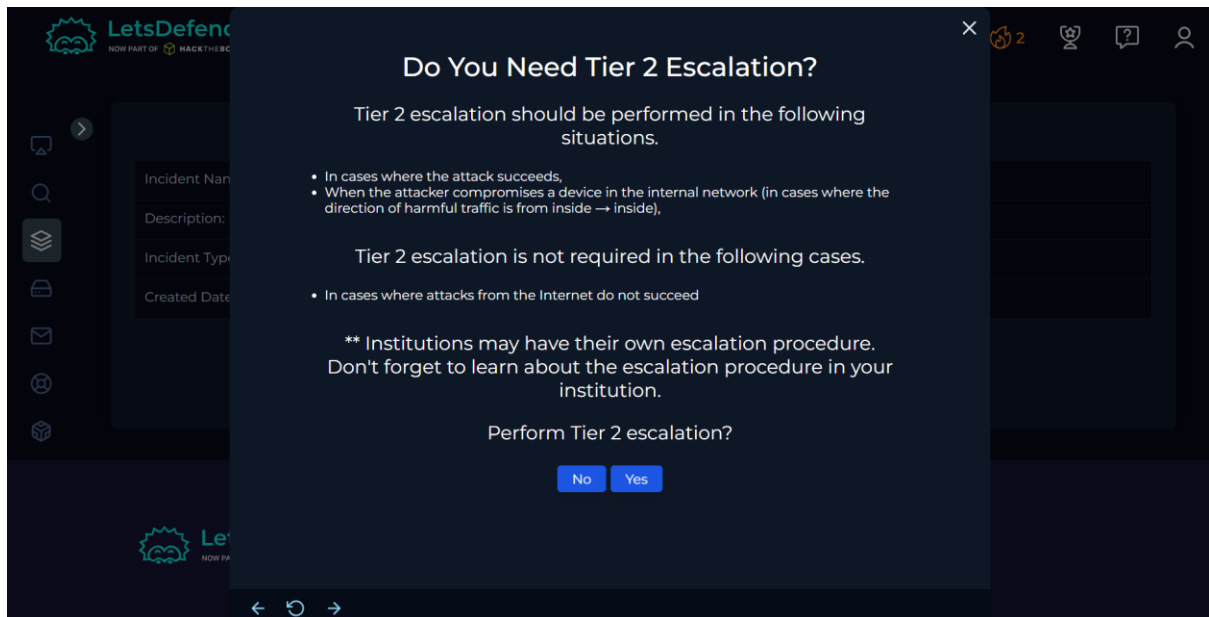 LetsDefend
NOW PART OF HACKTHEBO
2
Do You Need Tier 2 Escalation?
Tier 2 escalation should be performed in the following
situations.
• In cases where the attack succeeds,
• When the attacker compromises a device in the internal network (in cases where the
direction of harmful traffic is from inside → inside),
Tier 2 escalation is not required in the following cases.
• In cases where attacks from the Internet do not succeed
** Institutions may have their own escalation procedure.
Don't forget to learn about the escalation procedure in your
institution.
Perform Tier 2 escalation?
No Yes
Incident Nam
Description:
Incident Type
Created Date
Let
NOW PA